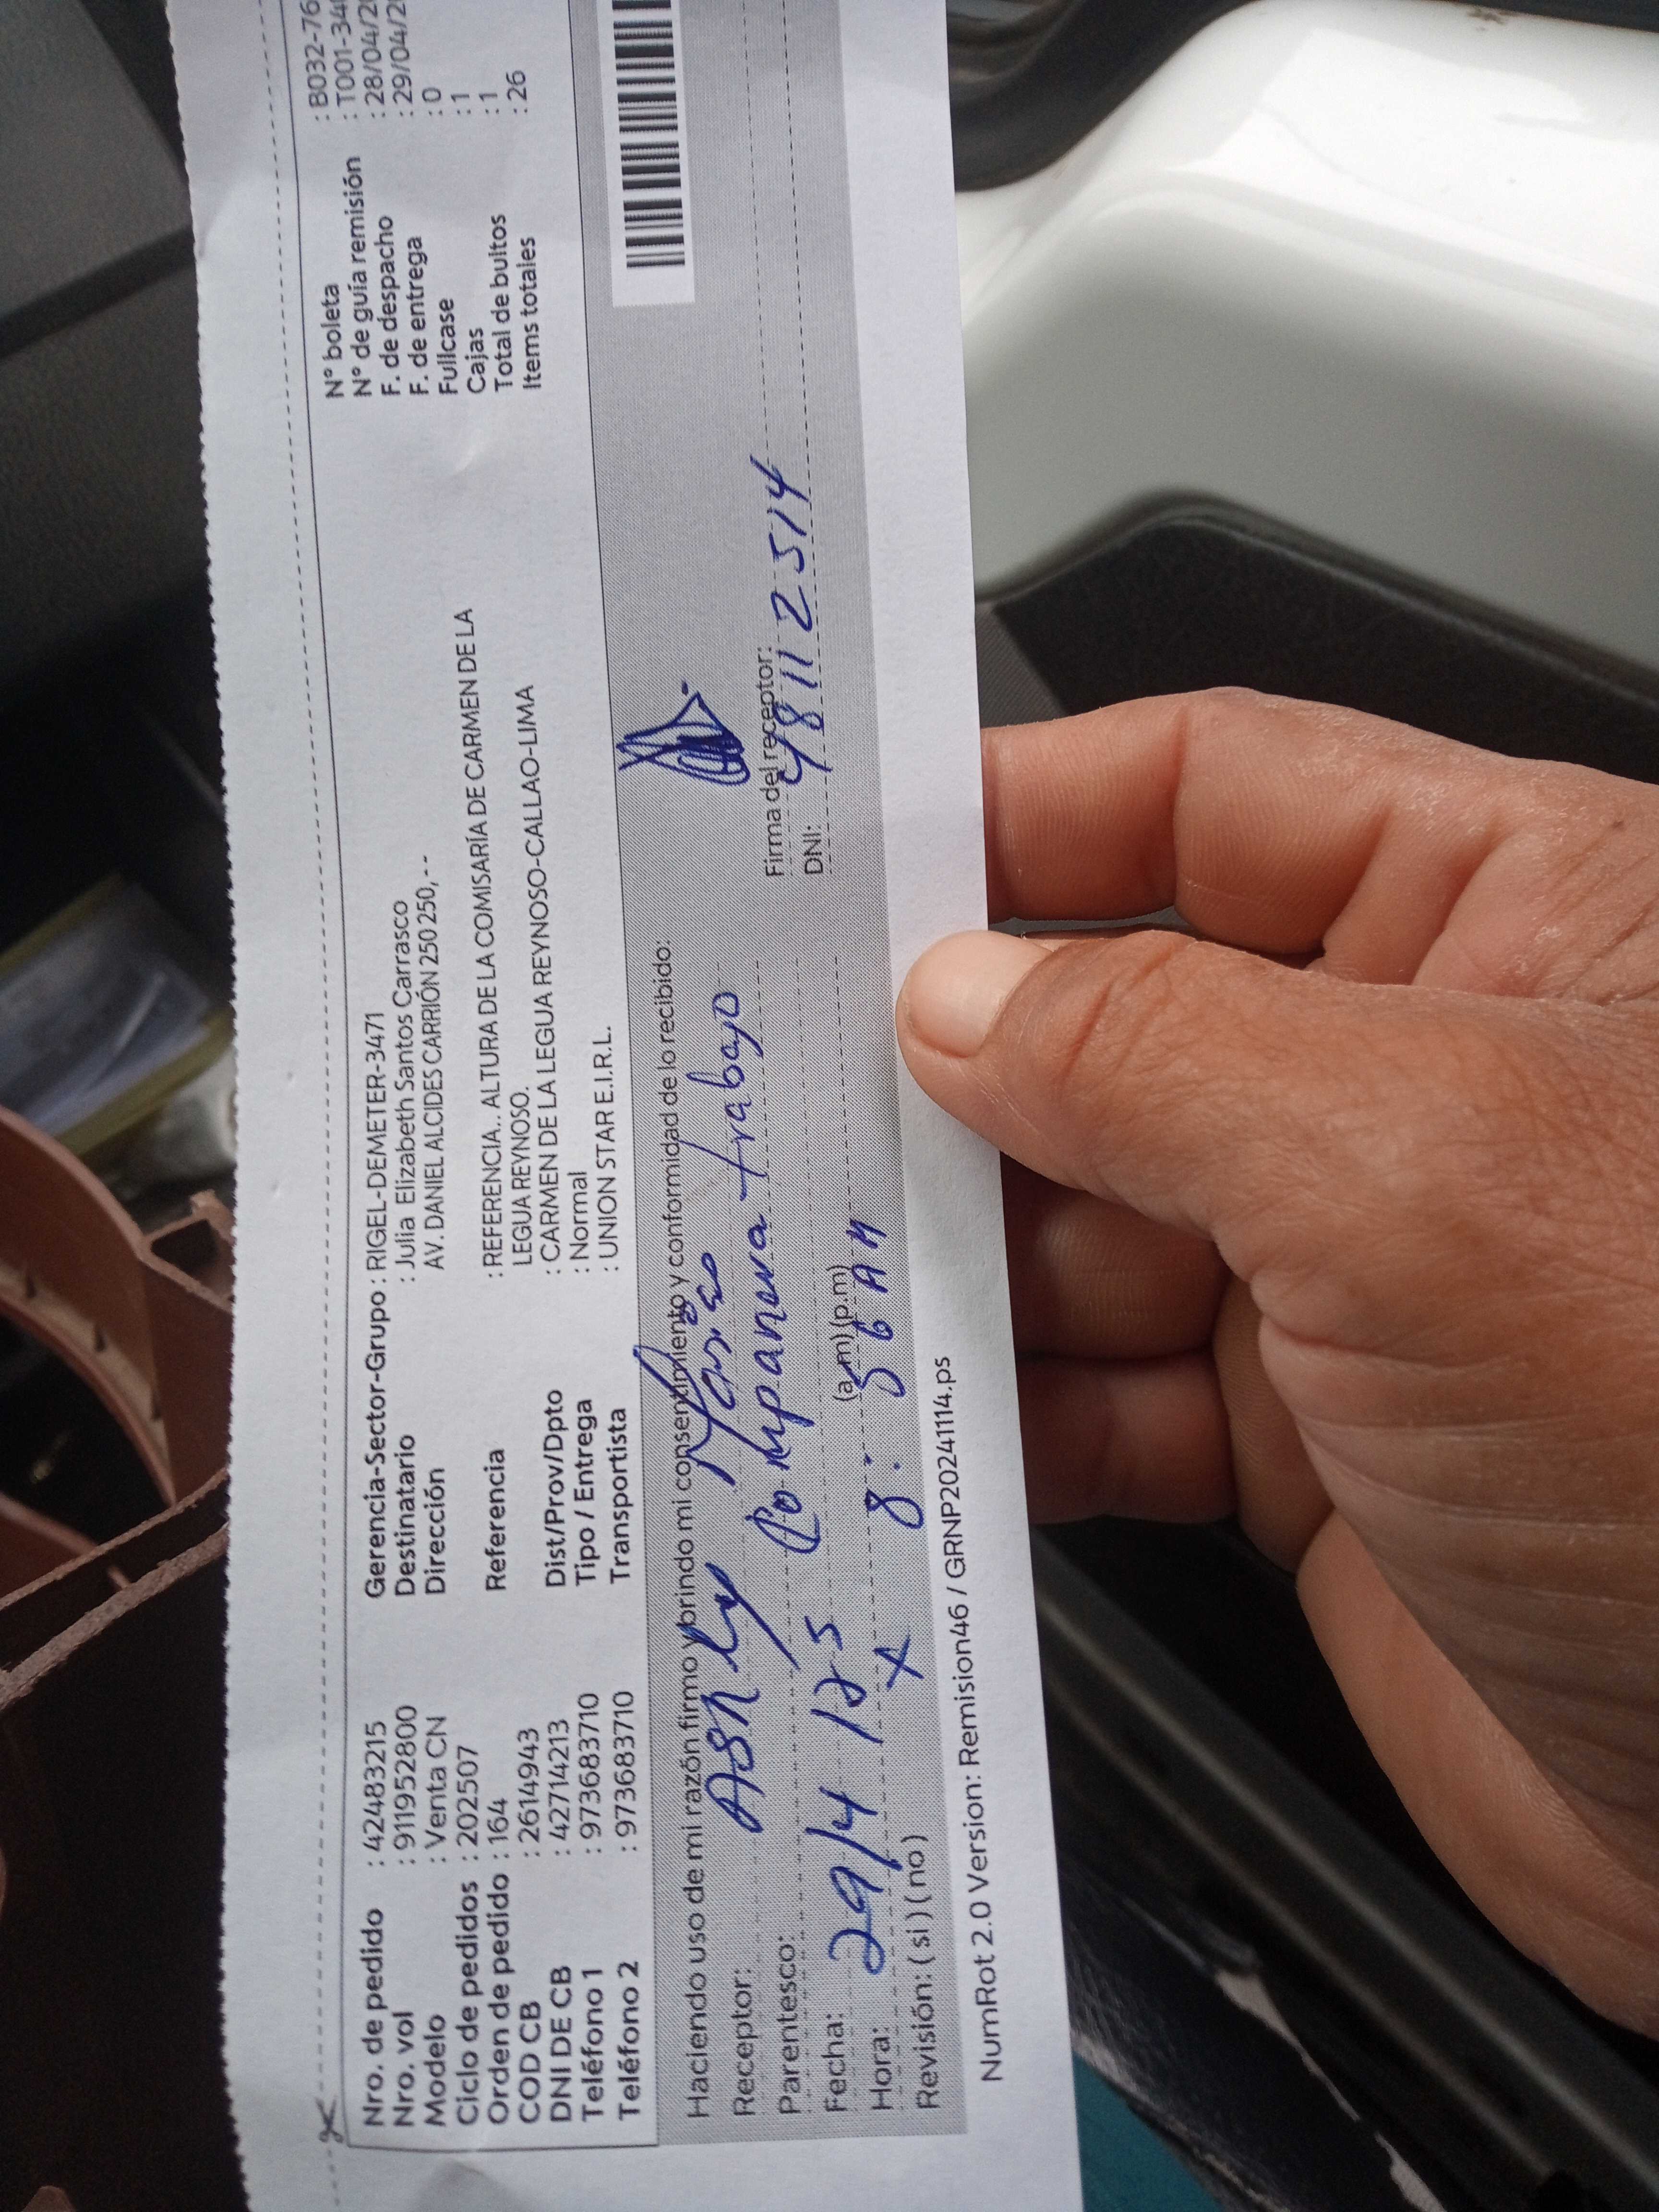 Nro. de pedido : 42483215
Nro. vol : 911952800
Modelo : Venta CN
Ciclo de pedidos : 202507
Orden de pedido : 164
COD CB : 2614943
DNI DE CB : 42714213
Teléfono 1 : 973683710
Teléfono 2 : 973683710
Gerencia-Sector-Grupo : RIGEL-DEMETER-3471
Destinatario : Julia Elizabeth Santos Carrasco
Dirección AV. DANIEL ALCIDES CARRIÓN 250 250,--
Referencia : REFERENCIA.. ALTURA DE LA COMISARÍA DE CARMEN DE LA
LEGUA REYNOSO.
Dist/Prov/Dpto : CARMEN DE LA LEGUA REYNOSO-CALLAO-LIMA
Tipo / Entrega : Normal
Transportista : UNION STAR E.I.R.L.
N° boleta : B032-76
N° de guía remisión : T001-34
F. de despacho : 28/04/2
F. de entrega : 29/04/2
Fullcase : 0
Cajas : 1
Total de bultos : 1
Items totales : 26
Haciendo uso de mi razón firmo y brindo mi consentimiento y conformidad de lo recibido:
Receptor: Ashly
Parentesco: Compañera trabajo
Fecha: 29/4/25
Hora: 8:56 AM (a.m) (p.m)
Revisión: ( si ) ( no ) X
Firma del receptor:
DNI: 48112514
NumRot 2.0 Version: Remision46 / GRNP20241114.ps